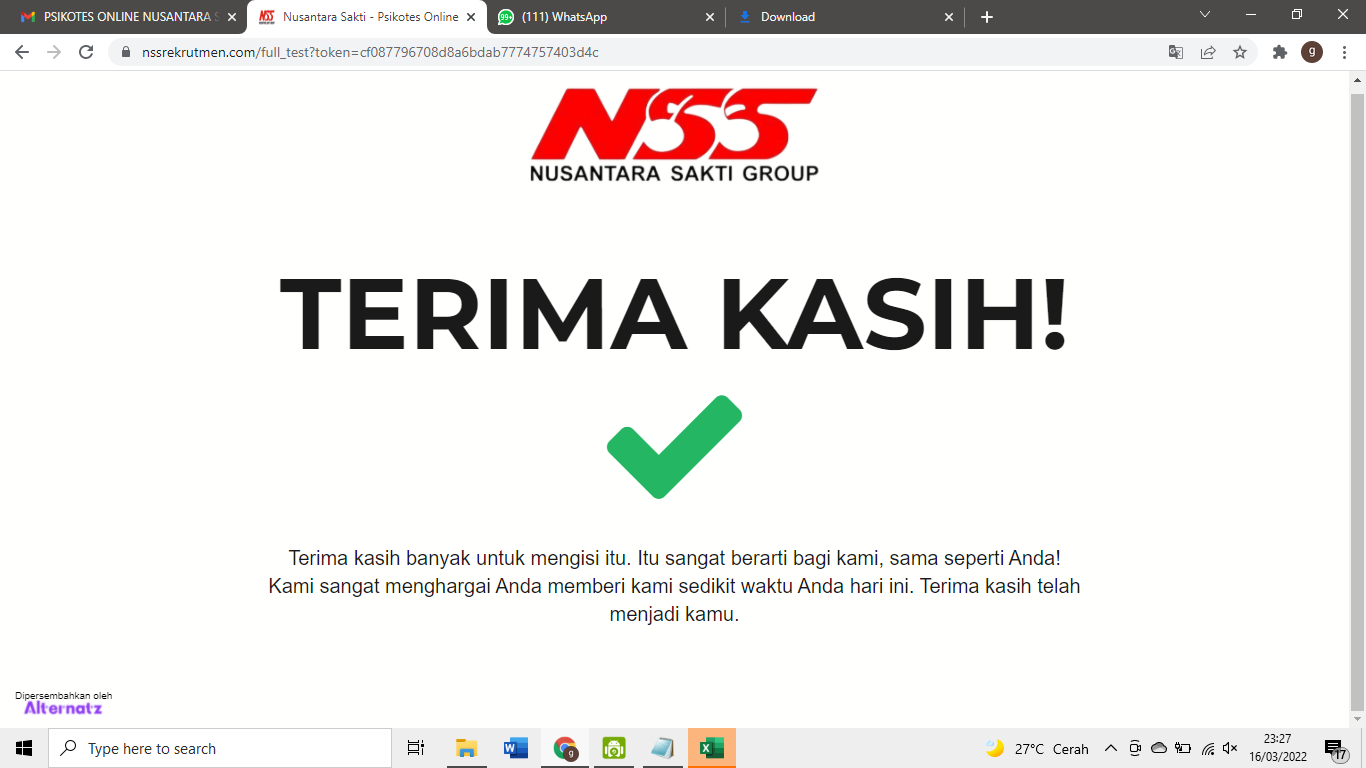 PSIKOTES ONLINE NUSANTARA S
Nusantara Sakti - Psikotes Online
99+
(111) WhatsApp
Download
nssrekrutmen.com/full_test?token=cf087796708d8a6bdab7774757403d4c
g
NSS
NUSANTARA SAKTI GROUP
TERIMA KASIH!
Terima kasih banyak untuk mengisi itu. Itu sangat berarti bagi kami, sama seperti Anda!
Kami sangat menghargai Anda memberi kami sedikit waktu Anda hari ini. Terima kasih telah
menjadi kamu.
Dipersembahkan oleh
Alternatz
Type here to search
27°C Cerah
23:27
16/03/2022
17